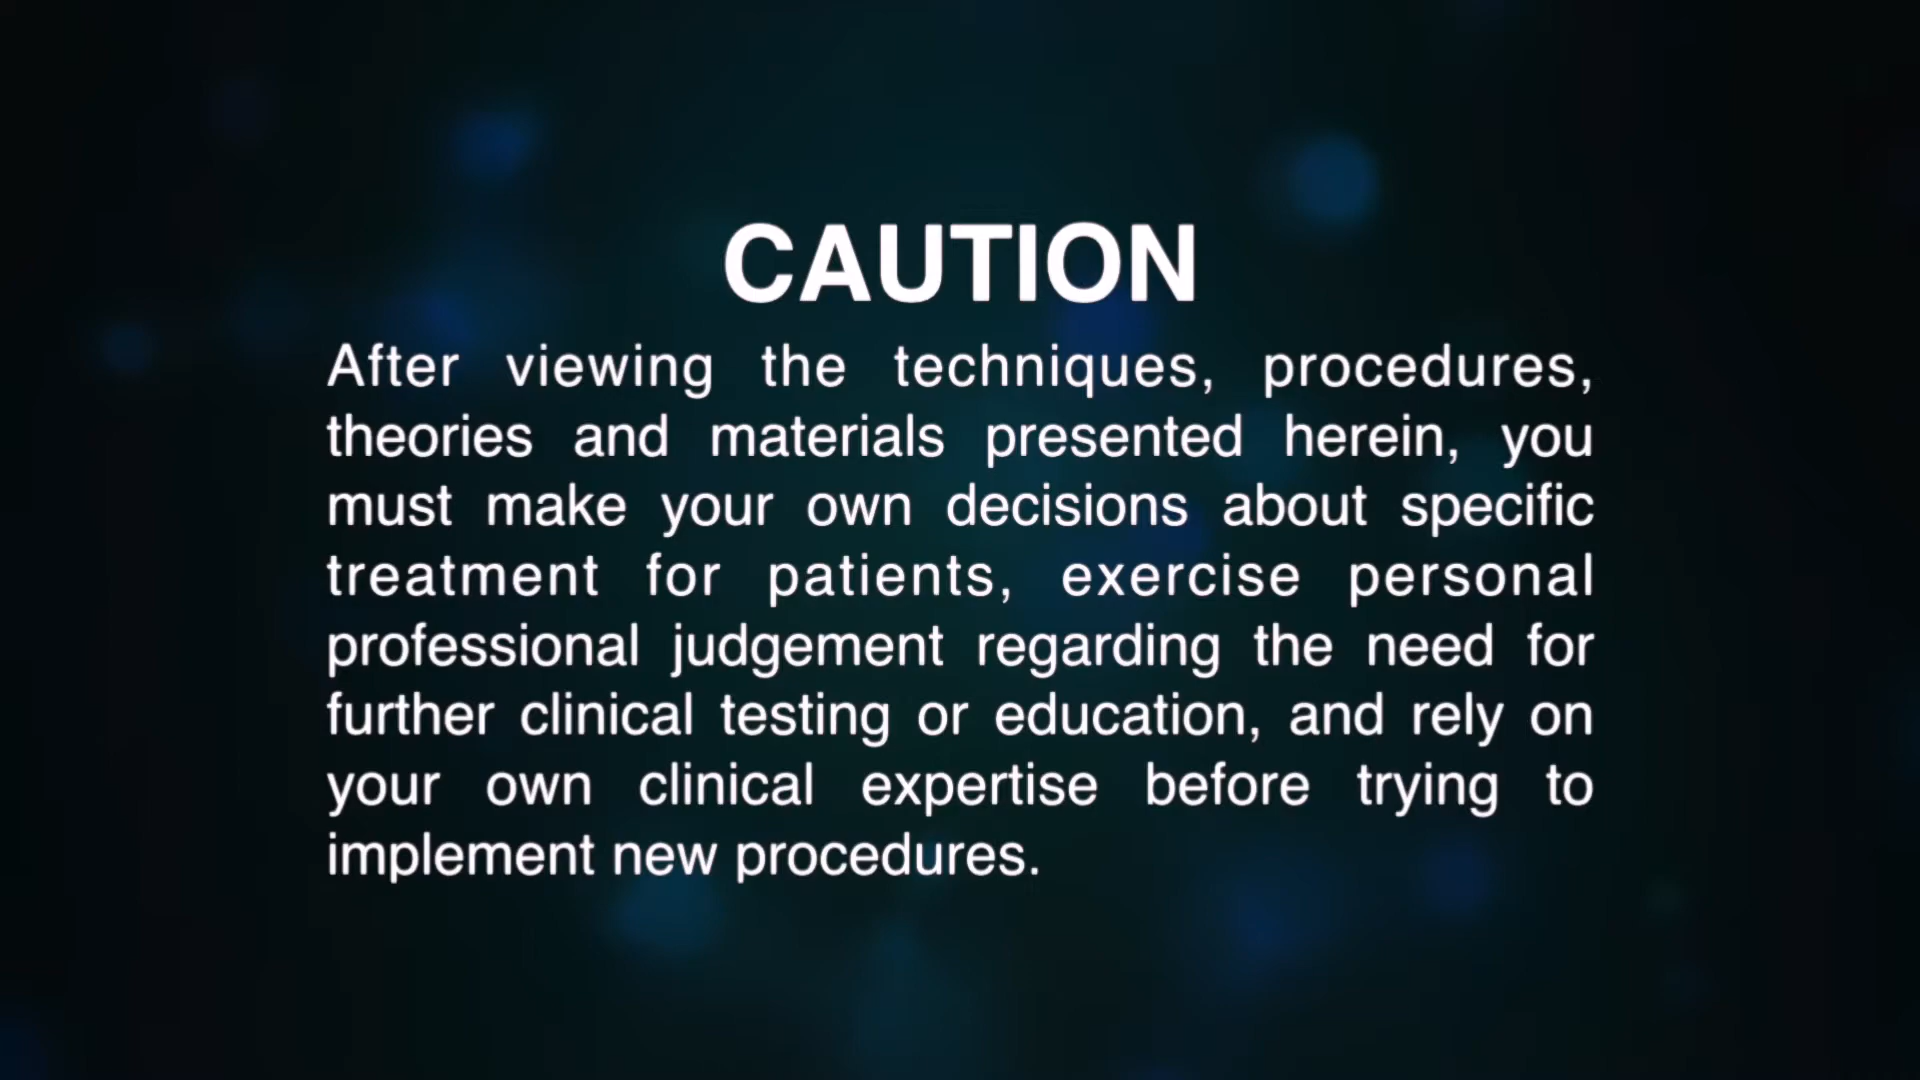 CAUTION
After viewing the techniques, procedures,
theories and materials presented herein, you
must make your own decisions about specific
treatment for patients, exercise personal
professional judgement regarding the need for
further clinical testing or education, and rely on
your own clinical expertise before trying to
implement new procedures.